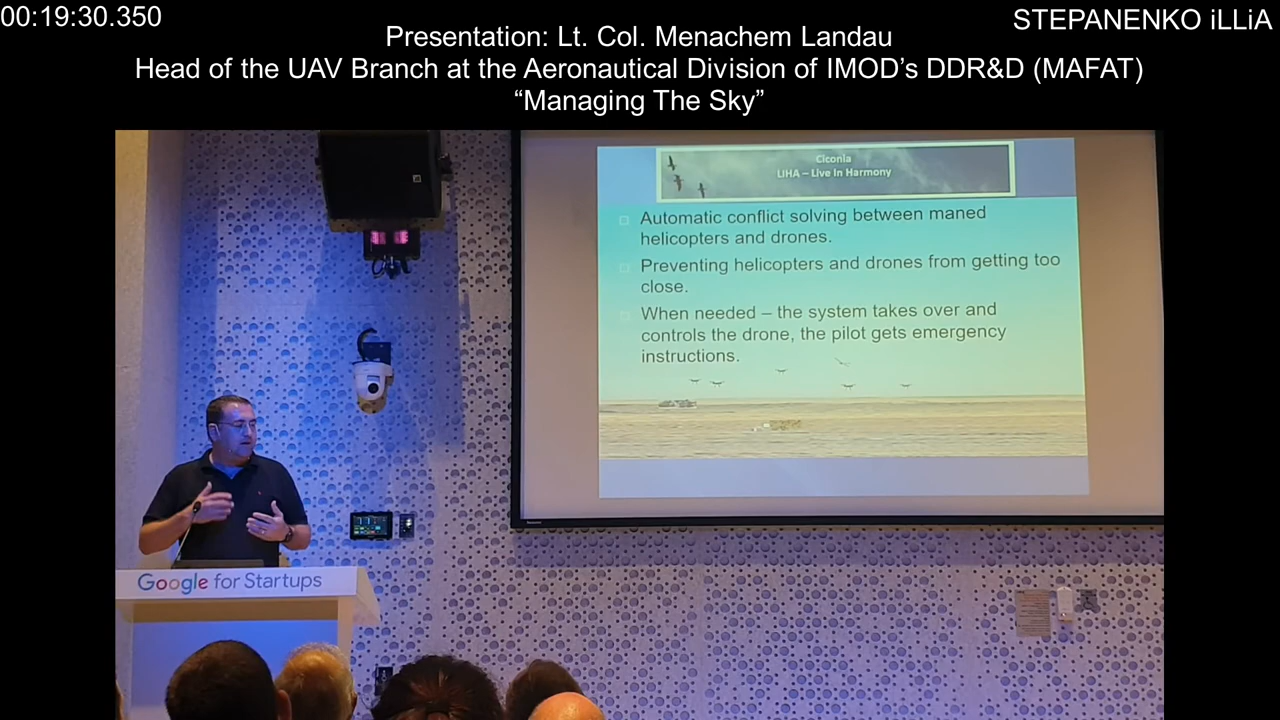 00:19:30.350
STEPANENKO iLLiA
Presentation: Lt. Col. Menachem Landau
Head of the UAV Branch at the Aeronautical Division of IMOD’s DDR&D (MAFAT)
“Managing The Sky”
Ciconia
LIHA – Live In Harmony
Automatic conflict solving between maned
helicopters and drones.
Preventing helicopters and drones from getting too
close.
When needed – the system takes over and
controls the drone, the pilot gets emergency
instructions.
Google for Startups